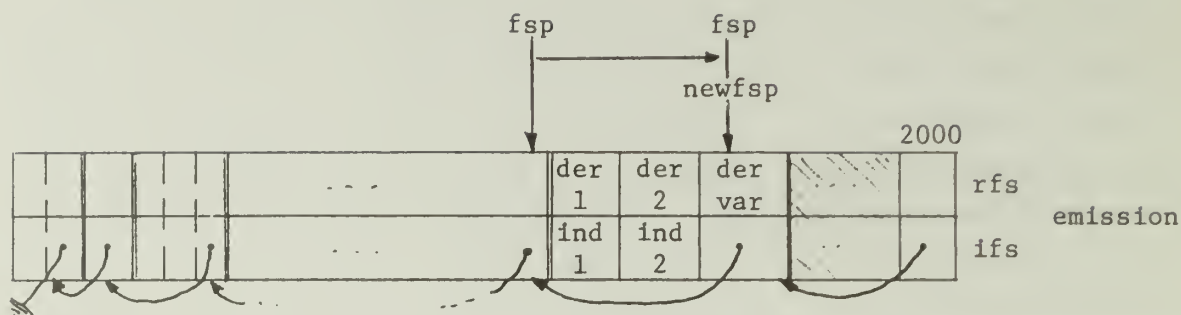 fsp fsp
newfsp
2000
... der der der rfs
1 2 var
emission
... ind ind ... ifs
1 2
... ...